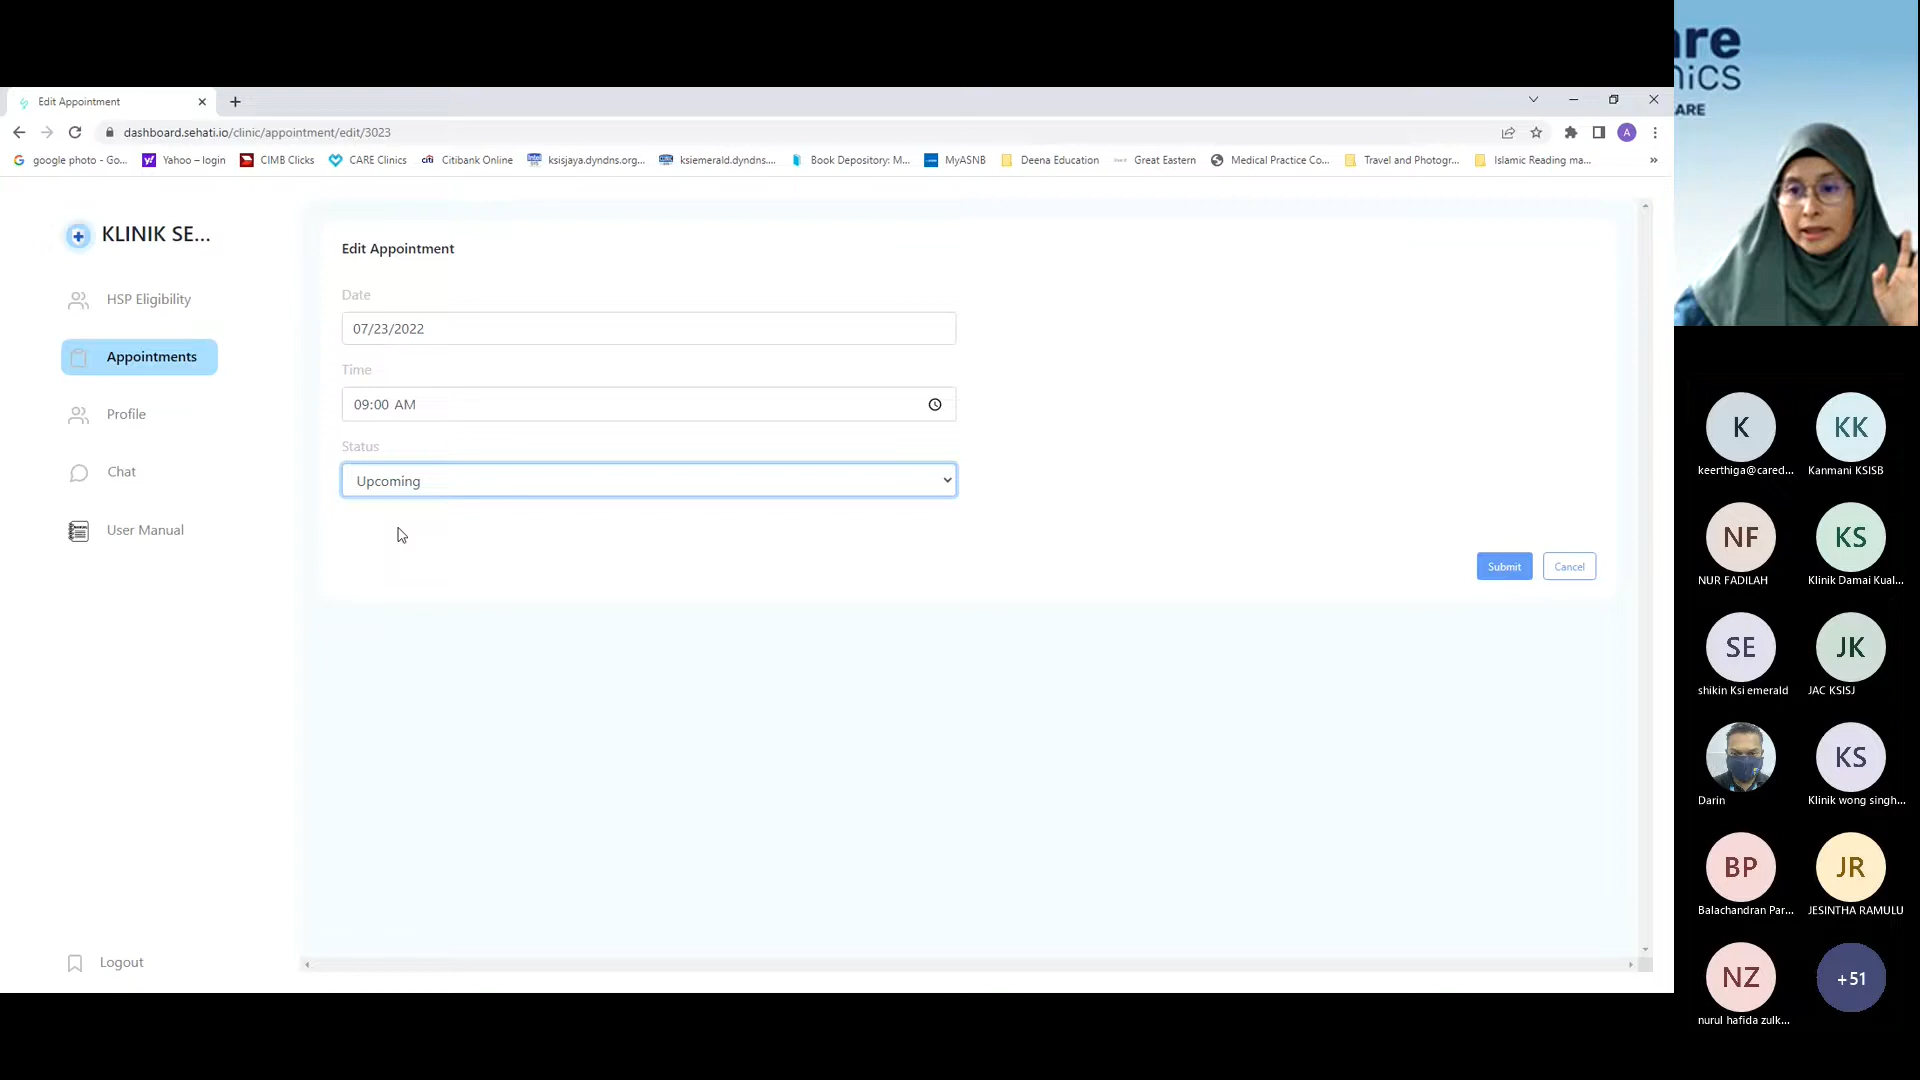 Edit Appointment
dashboard.sehati.io/clinic/appointment/edit/3023
A
google photo - Go...
Yahoo – login
CIMB Clicks
CARE Clinics
Citibank Online
ksisjaya.dyndns.org...
ksiemerald.dyndns....
Book Depository: M...
MyASNB
Deena Education
Great Eastern
Medical Practice Co...
Travel and Photogr...
Islamic Reading ma...
»
KLINIK SE...
HSP Eligibility
Appointments
Profile
Chat
User Manual
Logout
Edit Appointment
Date
07/23/2022
Time
09:00 AM
Status
Upcoming
Submit
Cancel
are
nics
ARE
K
keerthiga@cared...
KK
Kanmani KSISB
NF
NUR FADILAH
KS
Klinik Damai Kual...
SE
shikin Ksi emerald
JK
JAC KSISJ
Darin
KS
Klinik wong singh...
BP
Balachandran Par...
JR
JESINTHA RAMULU
NZ
nurul hafida zulk...
+51